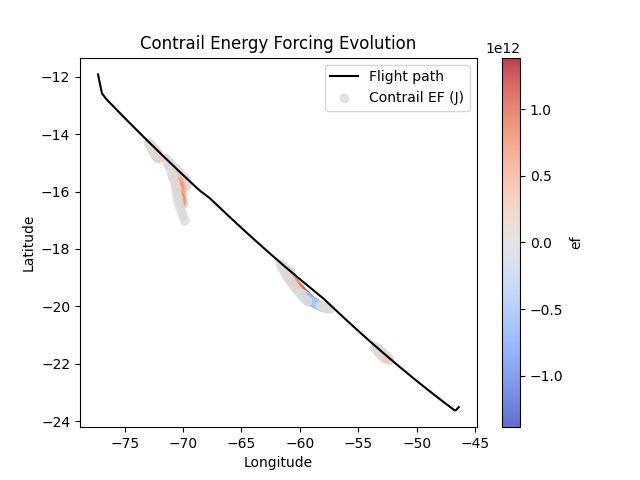 Contrail Energy Forcing Evolution
1e12
Flight path
Contrail EF (J)
−12
−14
−16
−18
−20
−22
−24
Latitude
−75
−70
−65
−60
−55
−50
−45
Longitude
1.0
0.5
0.0
−0.5
−1.0
ef